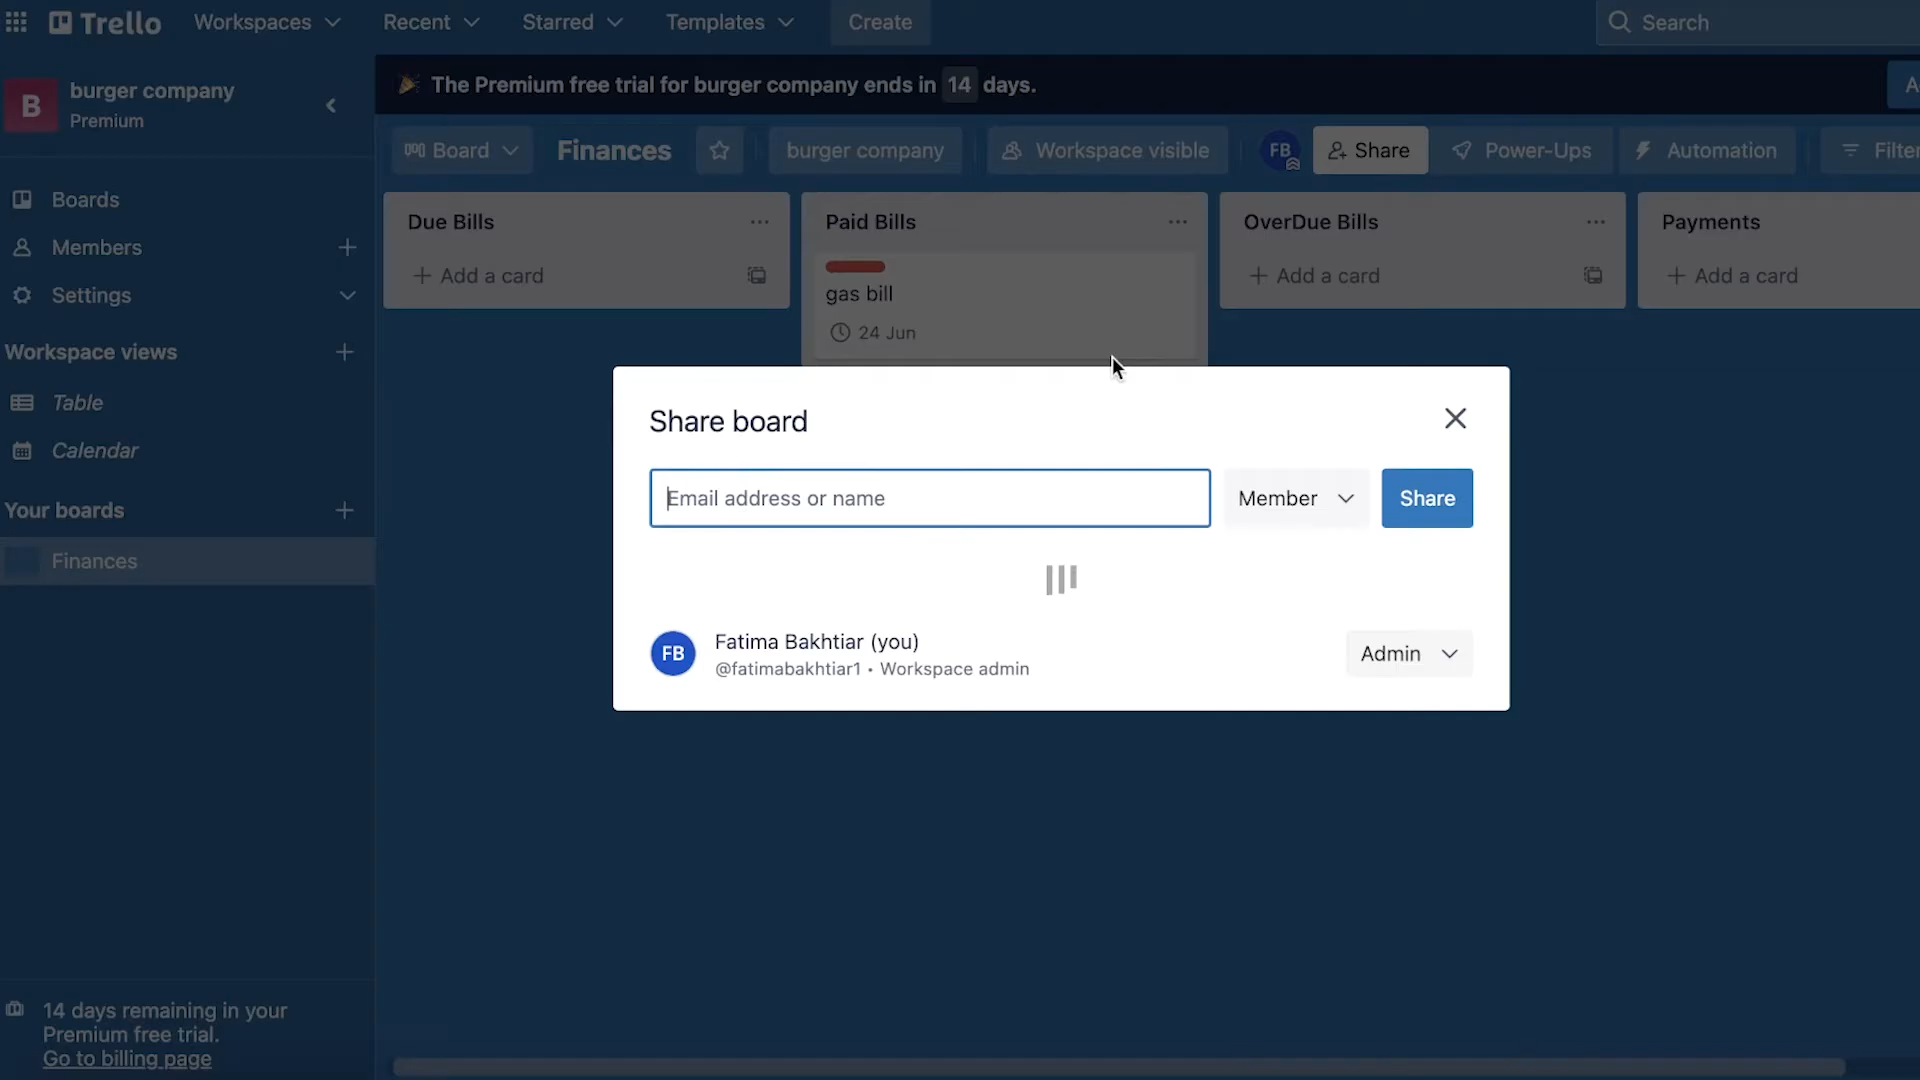 Trello Workspaces Recent Starred Templates Create Search
B burger company
Premium
The Premium free trial for burger company ends in 14 days.
Board Finances burger company Workspace visible FB Share Power-Ups Automation
Boards
Members
Settings
Workspace views
Table
Calendar
Your boards
Finances
Due Bills
Add a card
Paid Bills
gas bill
24 Jun
OverDue Bills
Add a card
Payments
Add a card
Share board
Email address or name Member Share
FB Fatima Bakhtiar (you)
@fatimabakhtiar1 • Workspace admin
Admin
14 days remaining in your
Premium free trial.
Go to billing page